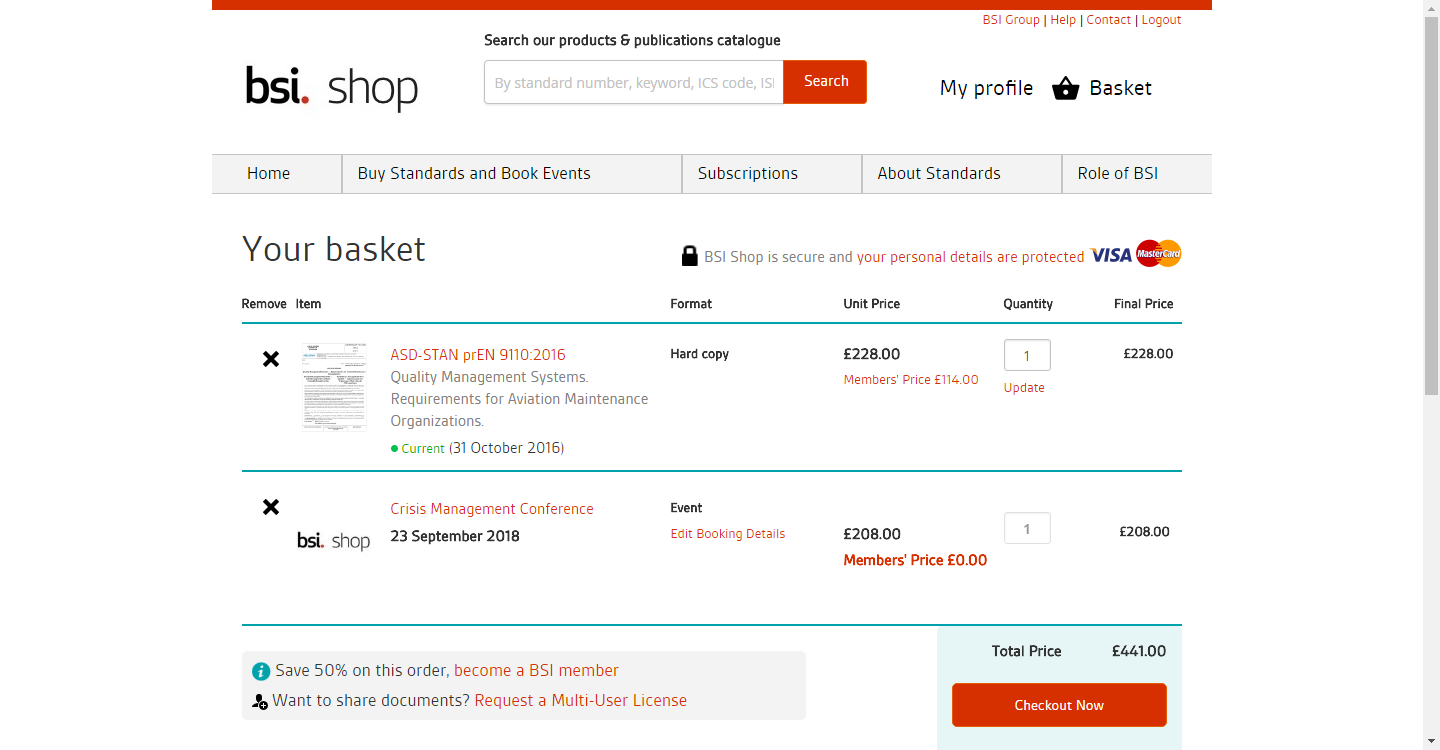 BSI Group | Help | Contact | Logout
Search our products & publications catalogue
bsi. shop
By standard number, keyword, ICS code, ISI
Search
My profile
Basket
Home
Buy Standards and Book Events
Subscriptions
About Standards
Role of BSI
Your basket
BSI Shop is secure and your personal details are protected
VISA
MasterCard
Remove Item Format Unit Price Quantity Final Price
ASD-STAN prEN 9110:2016 Hard copy £228.00 1 £228.00
Quality Management Systems. Members' Price £114.00 Update
Requirements for Aviation Maintenance
Organizations.
Current (31 October 2016)
Crisis Management Conference Event
bsi. shop 23 September 2018 Edit Booking Details £208.00 1 £208.00
Members' Price £0.00
Total Price £441.00
Save 50% on this order, become a BSI member
Want to share documents? Request a Multi-User License
Checkout Now